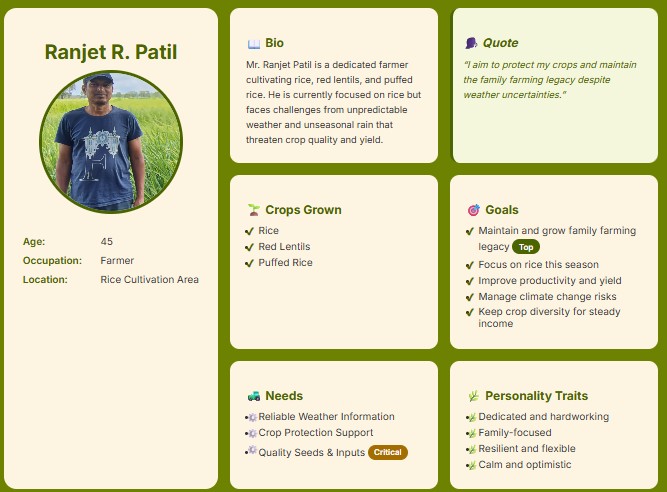 Ranjet R. Patil
Age: 45
Occupation: Farmer
Location: Rice Cultivation Area
Bio
Mr. Ranjet Patil is a dedicated farmer
cultivating rice, red lentils, and puffed
rice. He is currently focused on rice but
faces challenges from unpredictable
weather and unseasonal rain that
threaten crop quality and yield.
Quote
“I aim to protect my crops and maintain
the family farming legacy despite
weather uncertainties.”
Crops Grown
Rice
Red Lentils
Puffed Rice
Goals
Maintain and grow family farming
legacy Top
Focus on rice this season
Improve productivity and yield
Manage climate change risks
Keep crop diversity for steady
income
Needs
Reliable Weather Information
Crop Protection Support
Quality Seeds & Inputs Critical
Personality Traits
Dedicated and hardworking
Family-focused
Resilient and flexible
Calm and optimistic